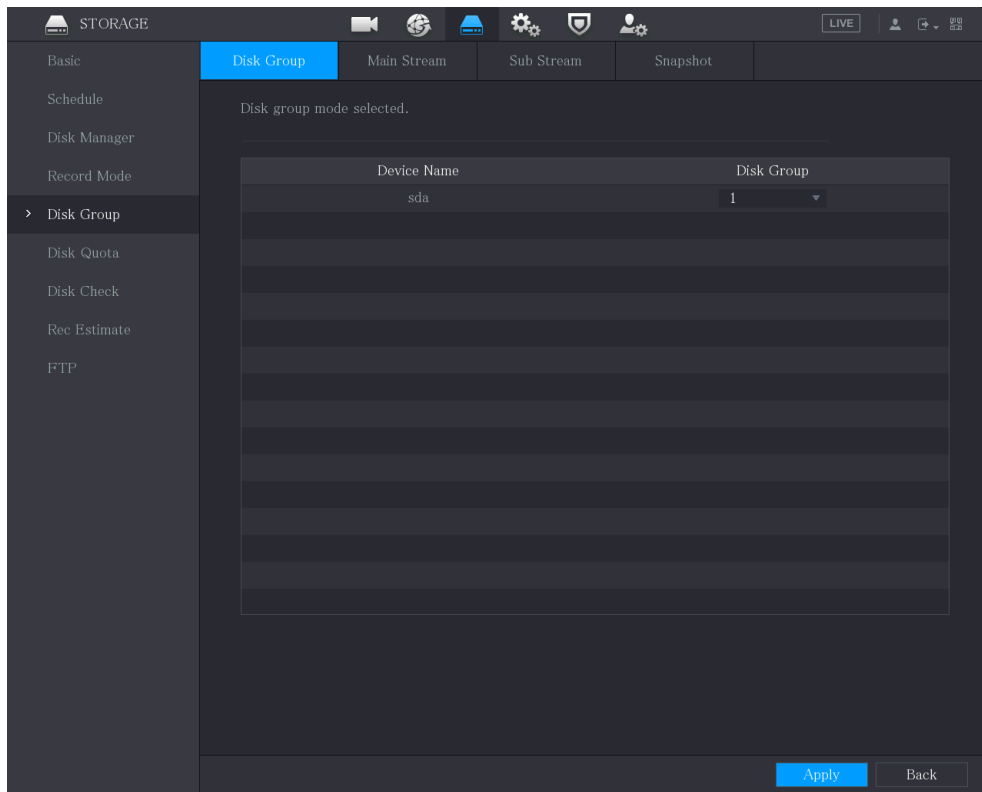 STORAGE
LIVE
Basic
Schedule
Disk Manager
Record Mode
Disk Group
Disk Quota
Disk Check
Rec Estimate
FTP
Disk Group Main Stream Sub Stream Snapshot
Disk group mode selected.
Device Name Disk Group
sda 1
Apply Back